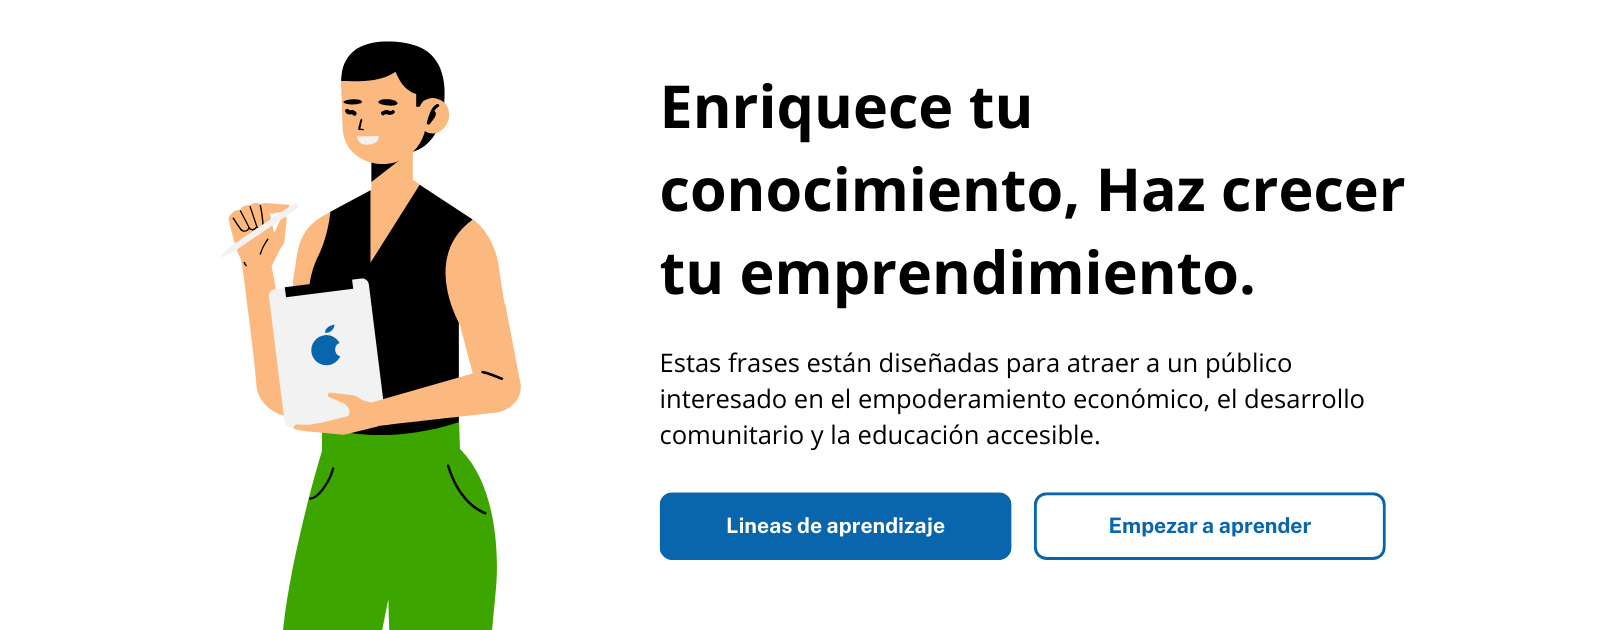 Enriquece tu
conocimiento, Haz crecer
tu emprendimiento.
Estas frases están diseñadas para atraer a un público
interesado en el empoderamiento económico, el desarrollo
comunitario y la educación accesible.
Lineas de aprendizaje
Empezar a aprender